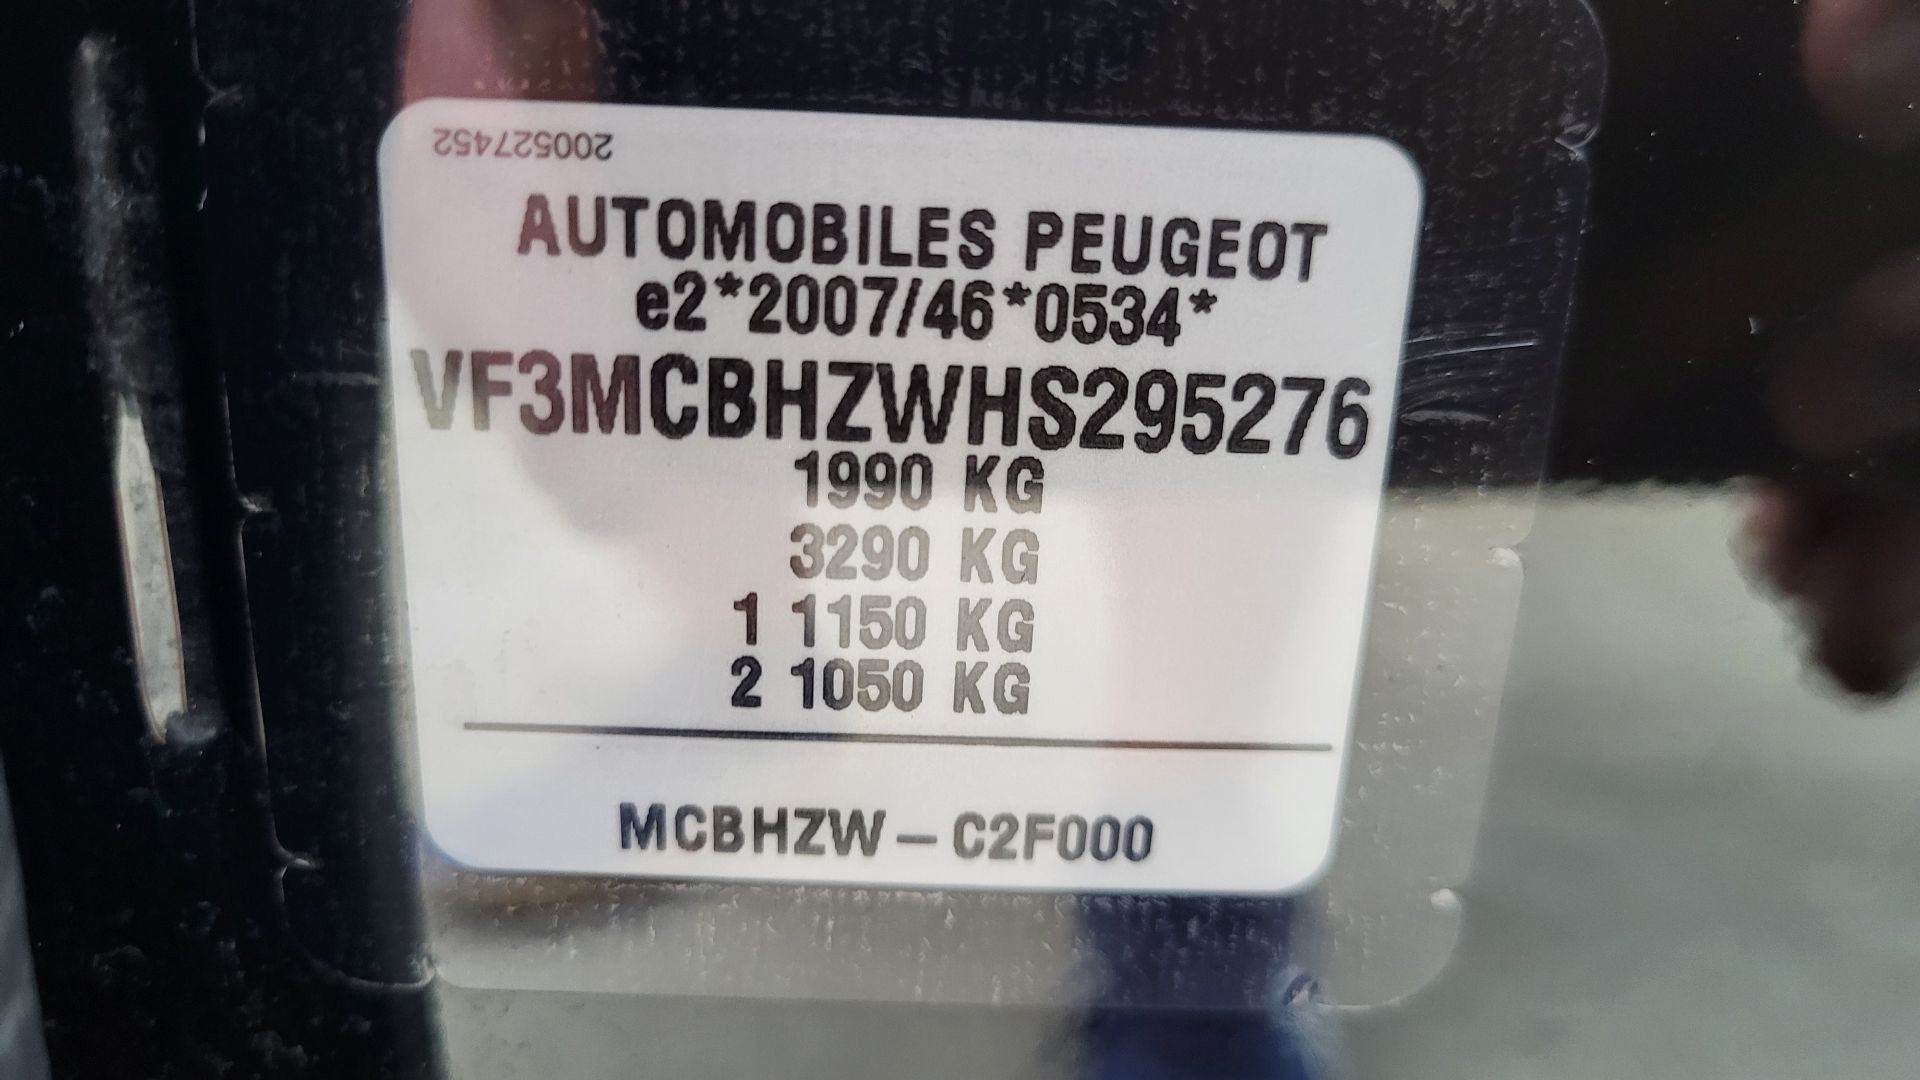 200527452
AUTOMOBILES PEUGEOT
e2*2007/46*0534*
VF3MCBHZWHS295276
1990 KG
3290 KG
1 1150 KG
2 1050 KG
MCBHZW – C2F000